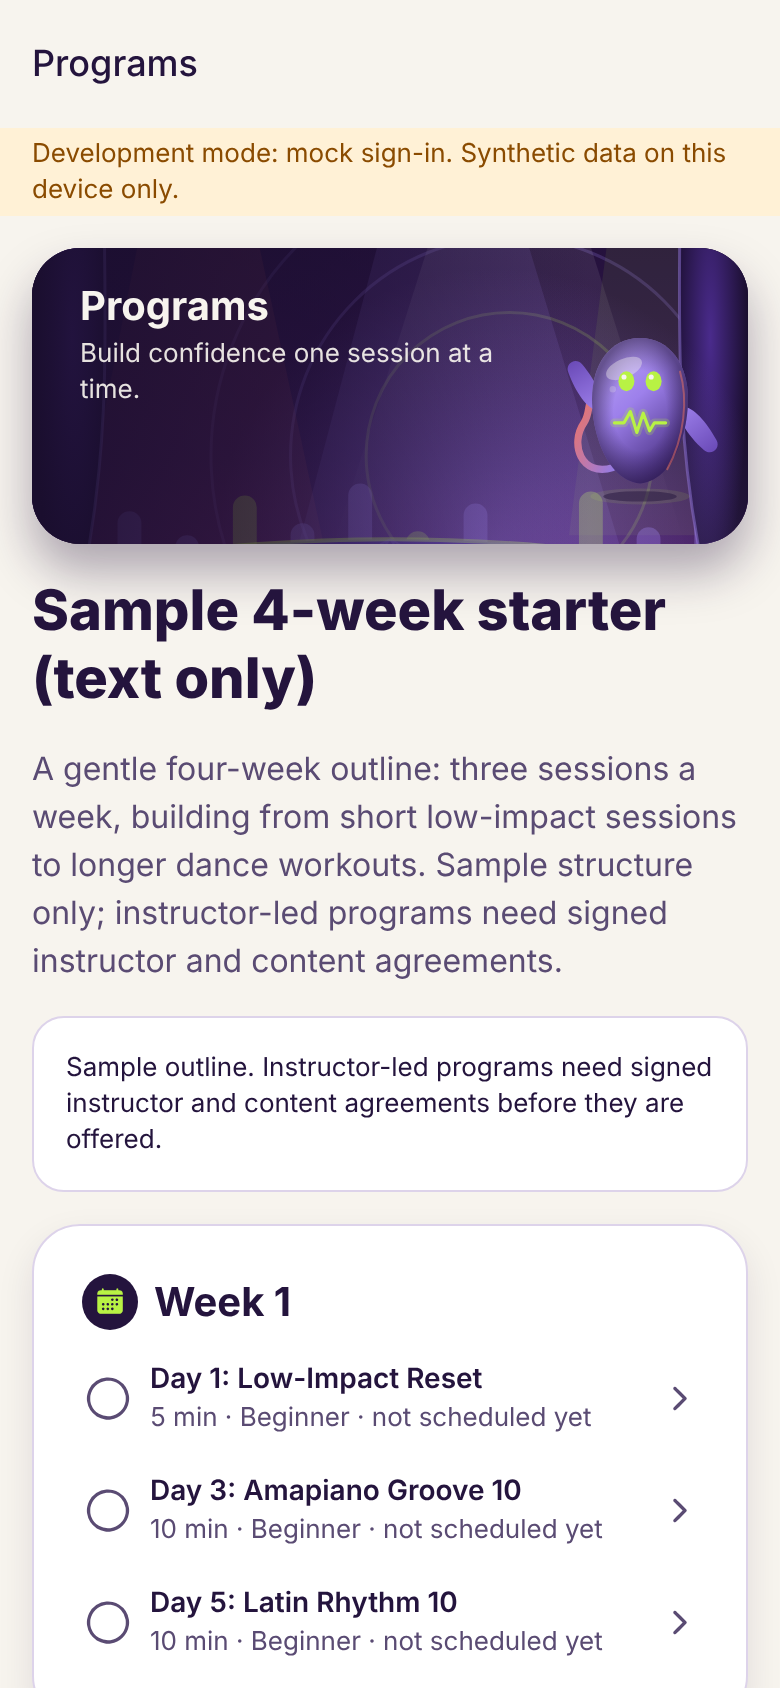 Programs
Development mode: mock sign-in. Synthetic data on this
device only.
Programs
Build confidence one session at a
time.
Sample 4-week starter
(text only)
A gentle four-week outline: three sessions a
week, building from short low-impact sessions
to longer dance workouts. Sample structure
only; instructor-led programs need signed
instructor and content agreements.
Sample outline. Instructor-led programs need signed
instructor and content agreements before they are
offered.
Week 1
Day 1: Low-Impact Reset
5 min · Beginner · not scheduled yet
Day 3: Amapiano Groove 10
10 min · Beginner · not scheduled yet
Day 5: Latin Rhythm 10
10 min · Beginner · not scheduled yet